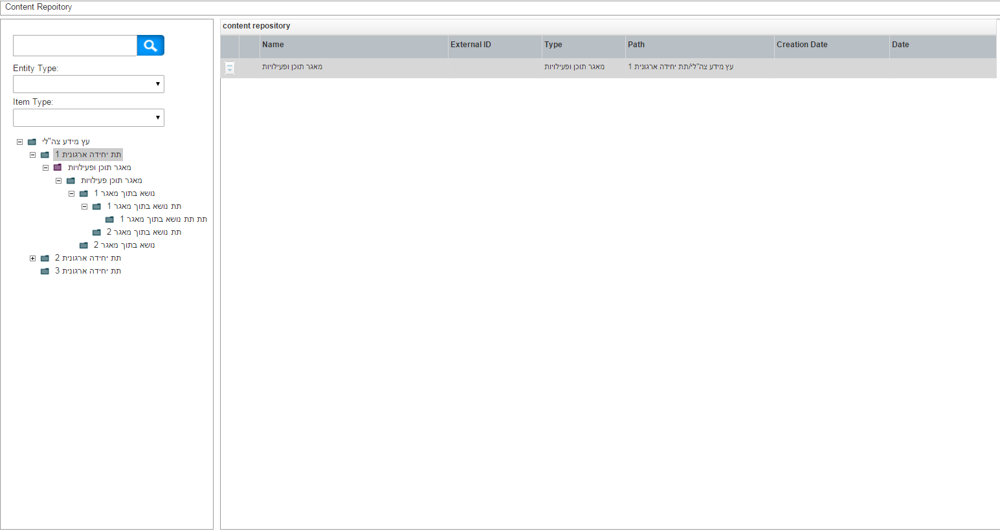 Content Repoitory
Entity Type:
Item Type:
עץ מידע צה"לי
תת יחידה ארגונית 1
מאגר תוכן ופעילויות
מאגר תוכן פעילויות
נושא בתוך מאגר 1
תת נושא בתוך מאגר 1
תת תת נושא בתוך מאגר 1
תת נושא בתוך מאגר 2
נושא בתוך מאגר 2
תת יחידה ארגונית 2
תת יחידה ארגונית 3
content repository
Name External ID Type Path Creation Date Date
מאגר תוכן ופעילויות מאגר תוכן ופעילויות עץ מידע צה"לי/תת יחידה ארגונית 1